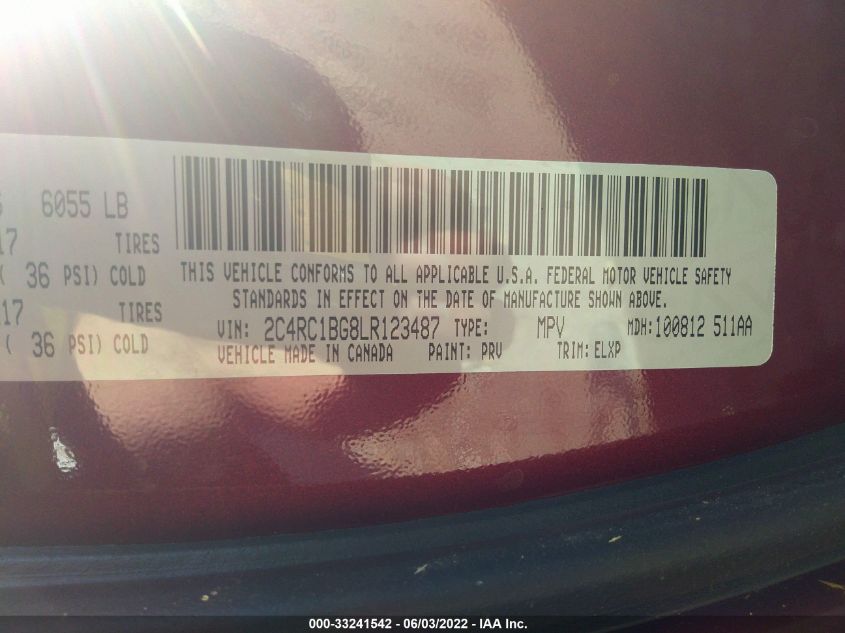 6055 LB
17 TIRES
( 36 PSI) COLD
17 TIRES
( 36 PSI) COLD
THIS VEHICLE CONFORMS TO ALL APPLICABLE U.S.A. FEDERAL MOTOR VEHICLE SAFETY
STANDARDS IN EFFECT ON THE DATE OF MANUFACTURE SHOWN ABOVE.
VIN: 2C4RC1BG8LR123487 TYPE: MPV MDH:100812 511AA
VEHICLE MADE IN CANADA PAINT: PRV TRIM: ELXP
000-33241542 - 06/03/2022 - IAA Inc.